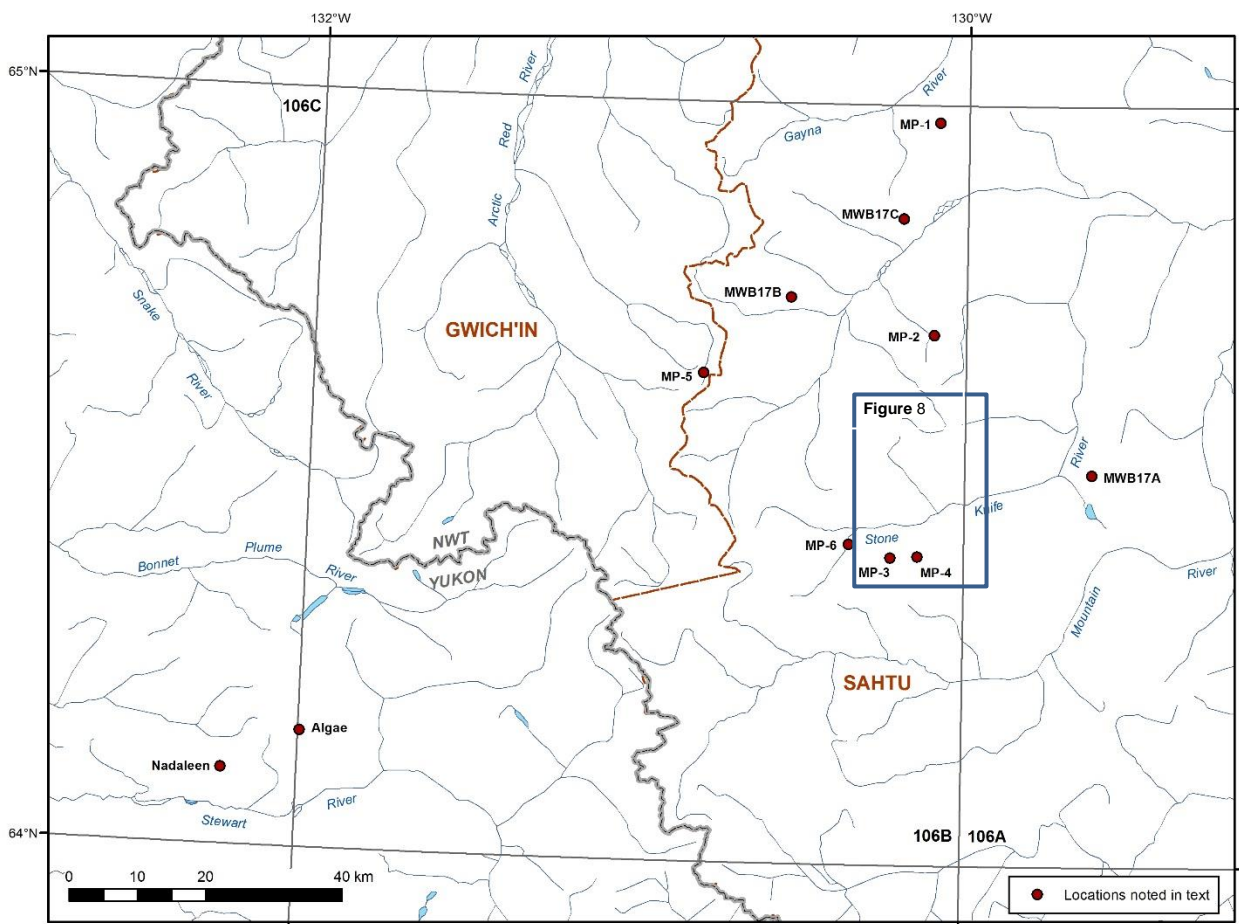 132°W
130°W
65°N
106C
River
Red
Arctic
River
Gayna
MP-1
MWB17C
MWB17B
MP-2
Snake
River
GWICH'IN
MP-5
Figure 8
River
MWB17A
Knife
Stone
MP-6
MP-3
MP-4
NWT
YUKON
Bonnet
Plume
River
River
Mountain
SAHTU
Algae
Nadaleen
River
Stewart
64°N
106B
106A
0
10
20
40 km
Locations noted in text